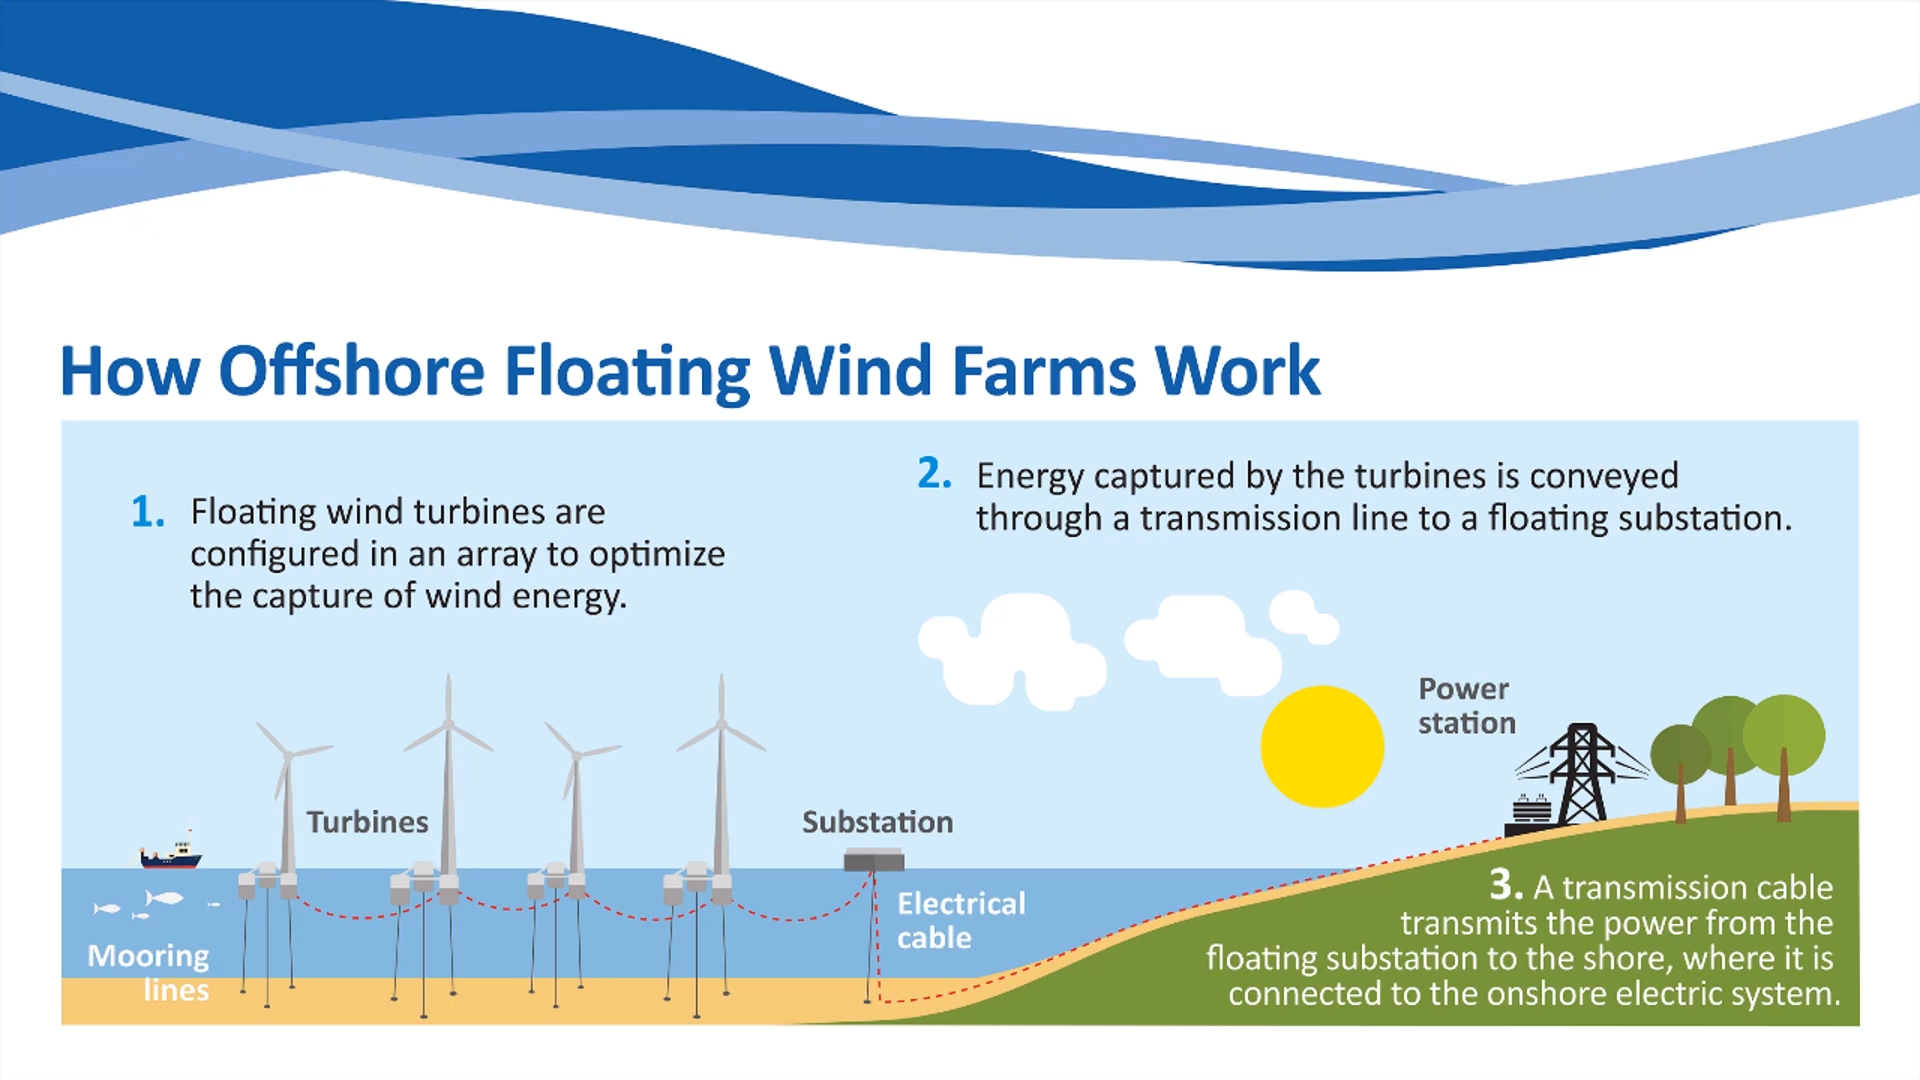 How Offshore Floating Wind Farms Work
1. Floating wind turbines are
configured in an array to optimize
the capture of wind energy.
2. Energy captured by the turbines is conveyed
through a transmission line to a floating substation.
Power
station
Turbines
Substation
Electrical
cable
Mooring
lines
3. A transmission cable
transmits the power from the
floating substation to the shore, where it is
connected to the onshore electric system.